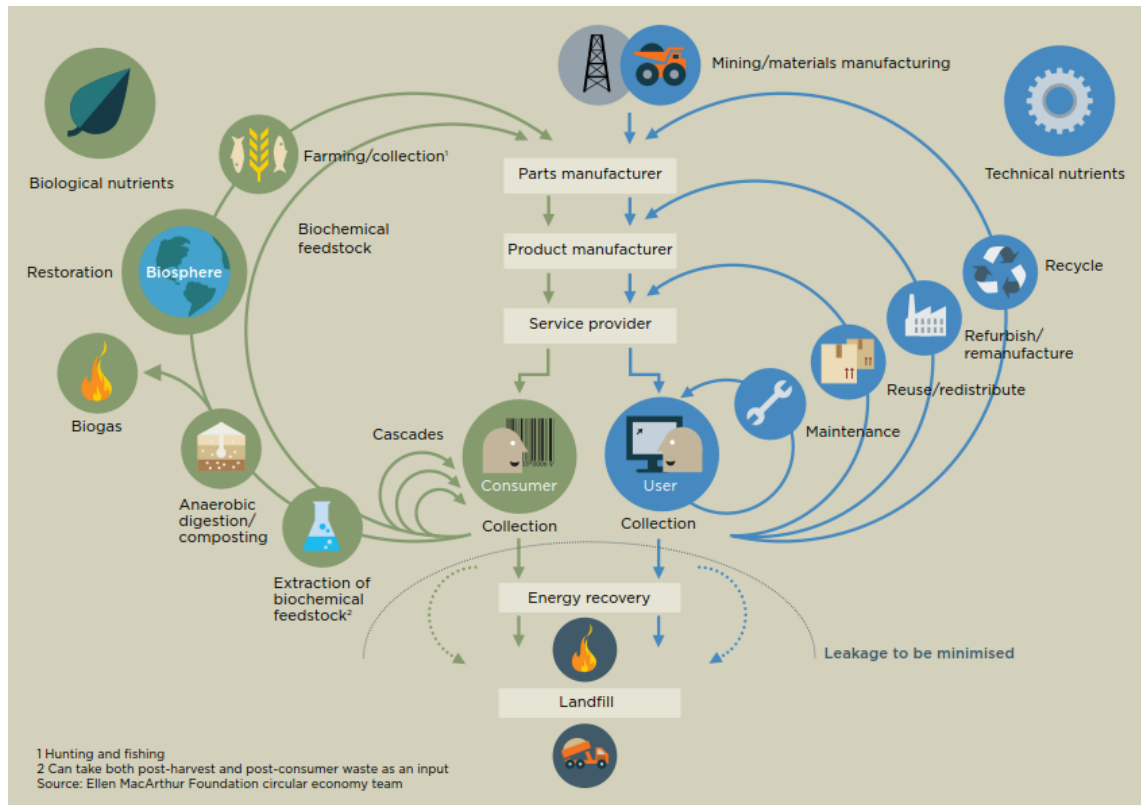 Mining/materials manufacturing
Biological nutrients
Farming/collection¹
Technical nutrients
Parts manufacturer
Biochemical
feedstock
Product manufacturer
Restoration
Biosphere
Recycle
Service provider
Refurbish/
remanufacture
Reuse/redistribute
Biogas
Cascades
Maintenance
Consumer
User
Anaerobic
digestion/
composting
Collection
Collection
Extraction of
biochemical
feedstock²
Energy recovery
Leakage to be minimised
Landfill
1 Hunting and fishing
2 Can take both post-harvest and post-consumer waste as an input
Source: Ellen MacArthur Foundation circular economy team